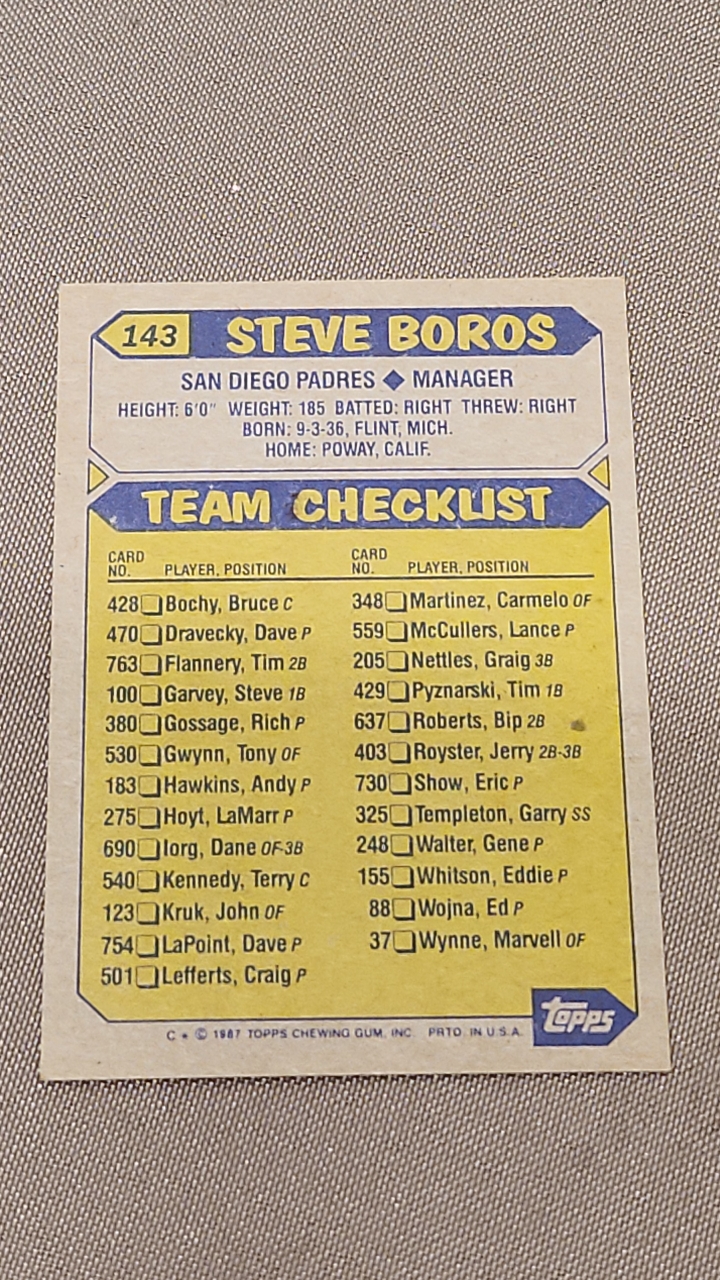 143 STEVE BOROS
SAN DIEGO PADRES ◆ MANAGER
HEIGHT: 6'0" WEIGHT: 185 BATTED: RIGHT THREW: RIGHT
BORN: 9-3-36, FLINT, MICH.
HOME: POWAY, CALIF.
TEAM CHECKLIST
CARD NO. PLAYER, POSITION
428 Bochy, Bruce C
470 Dravecky, Dave P
763 Flannery, Tim 2B
100 Garvey, Steve 1B
380 Gossage, Rich P
530 Gwynn, Tony OF
183 Hawkins, Andy P
275 Hoyt, LaMarr P
690 Iorg, Dane OF-3B
540 Kennedy, Terry C
123 Kruk, John OF
754 LaPoint, Dave P
501 Lefferts, Craig P
CARD NO. PLAYER, POSITION
348 Martinez, Carmelo OF
559 McCullers, Lance P
205 Nettles, Graig 3B
429 Pyznarski, Tim 1B
637 Roberts, Bip 2B
403 Royster, Jerry 2B-3B
730 Show, Eric P
325 Templeton, Garry SS
248 Walter, Gene P
155 Whitson, Eddie P
88 Wojna, Ed P
37 Wynne, Marvell OF
C * © 1987 TOPPS CHEWING GUM, INC. PRTD. IN U.S.A.
topps